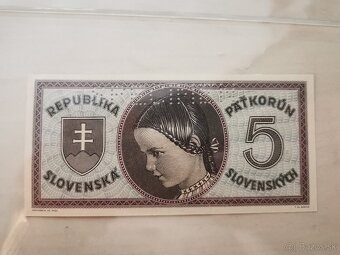 REPUBLIKA
SLOVENSKÁ
PÄŤKORÚN
5
SLOVENSKÝCH